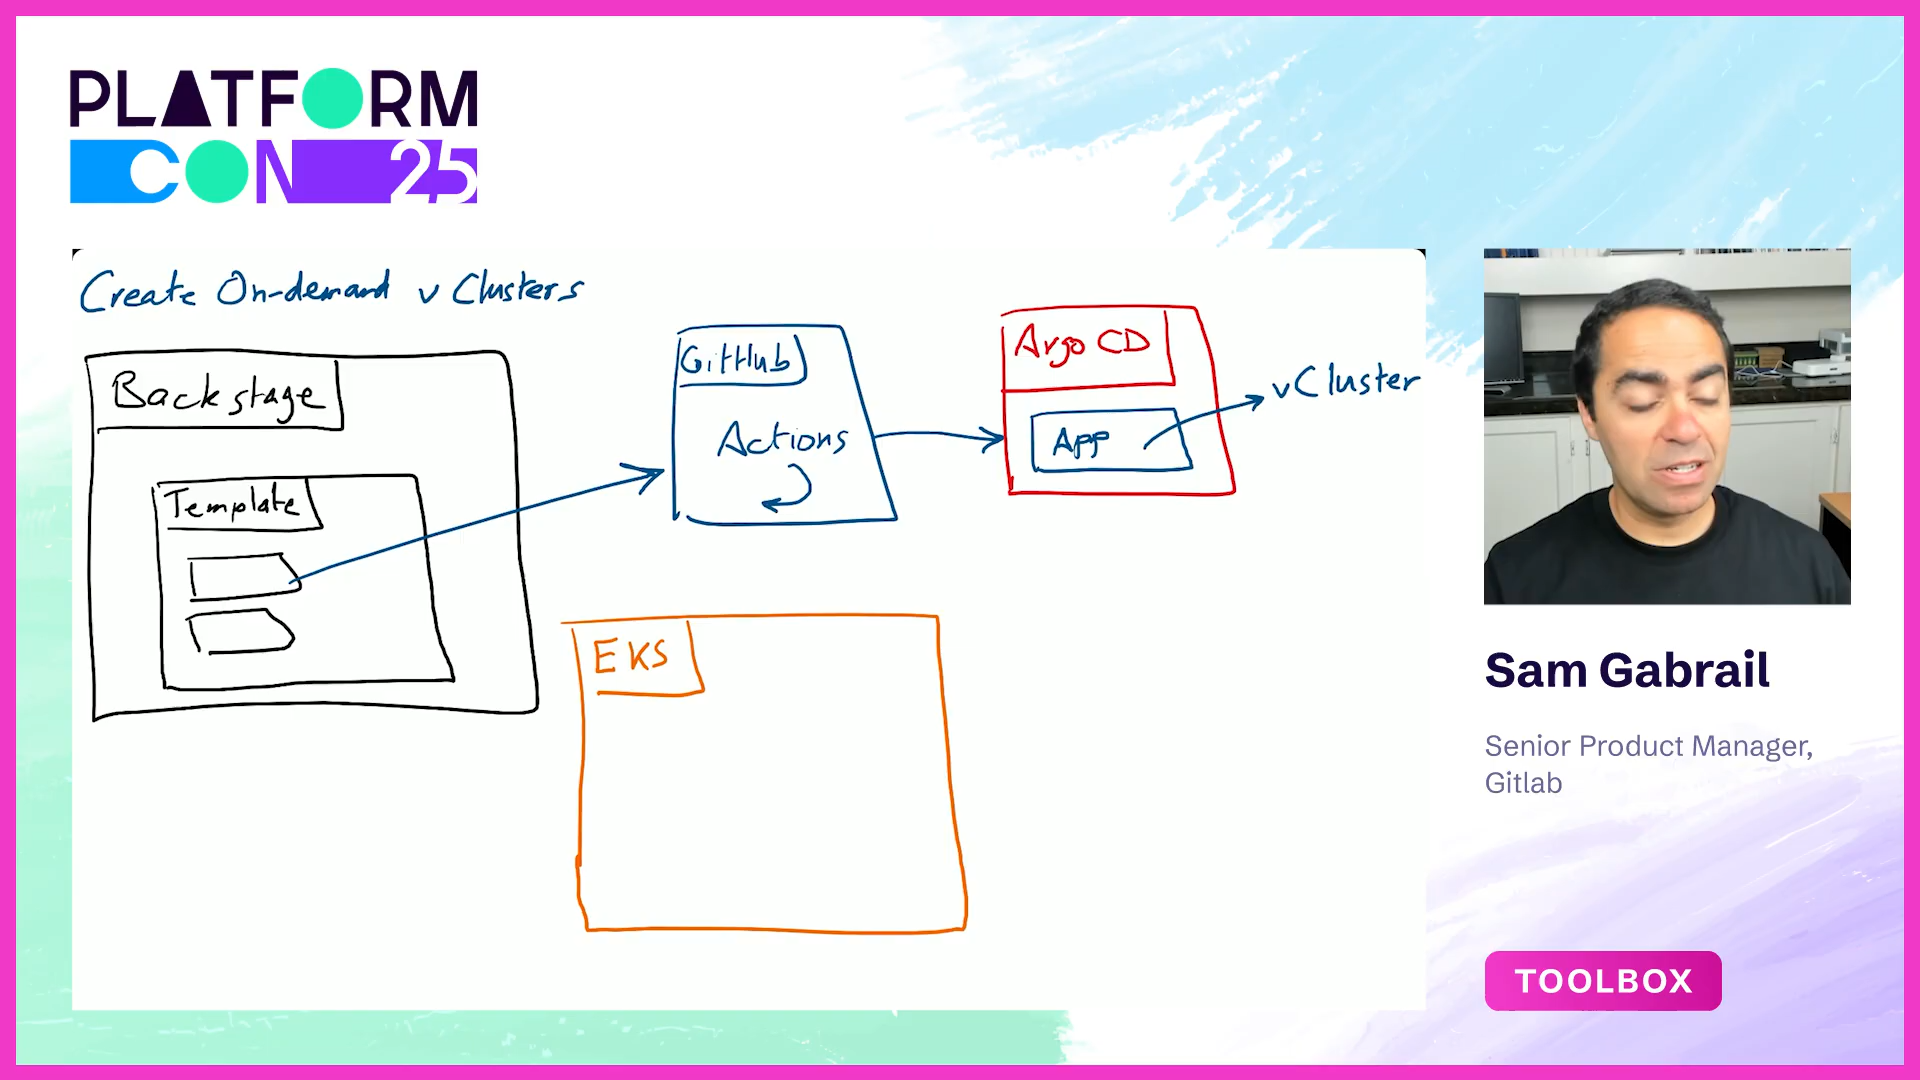 PLATFORM
CON 25
Create On-demand vClusters
Backstage
Template
GitHub
Actions
Argo CD
App
vCluster
EKS
Sam Gabrail
Senior Product Manager,
Gitlab
TOOLBOX